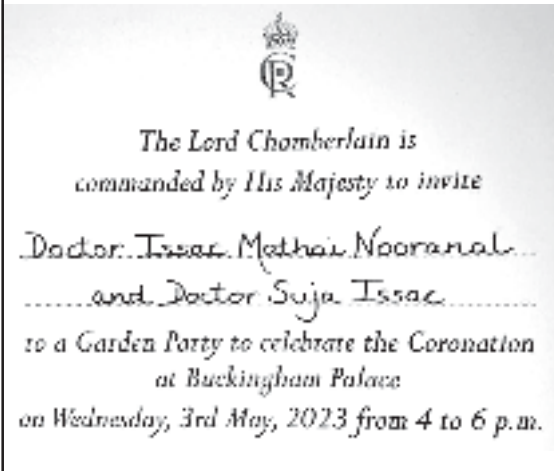 The Lord Chamberlain is
commanded by His Majesty to invite
Doctor Issac Mathai Nooranal
and Doctor Suja Issac
to a Garden Party to celebrate the Coronation
at Buckingham Palace
on Wednesday, 3rd May, 2023 from 4 to 6 p.m.